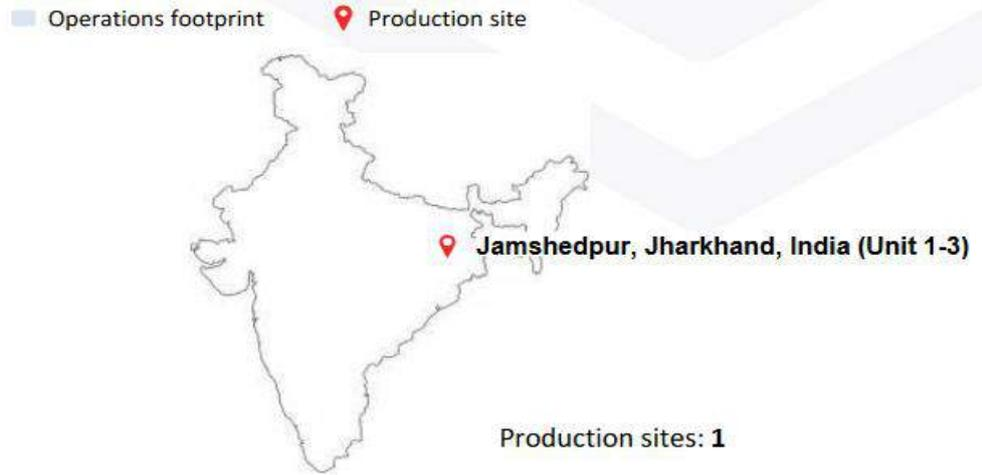 Operations footprint Production site
Jamshedpur, Jharkhand, India (Unit 1-3)
Production sites: 1